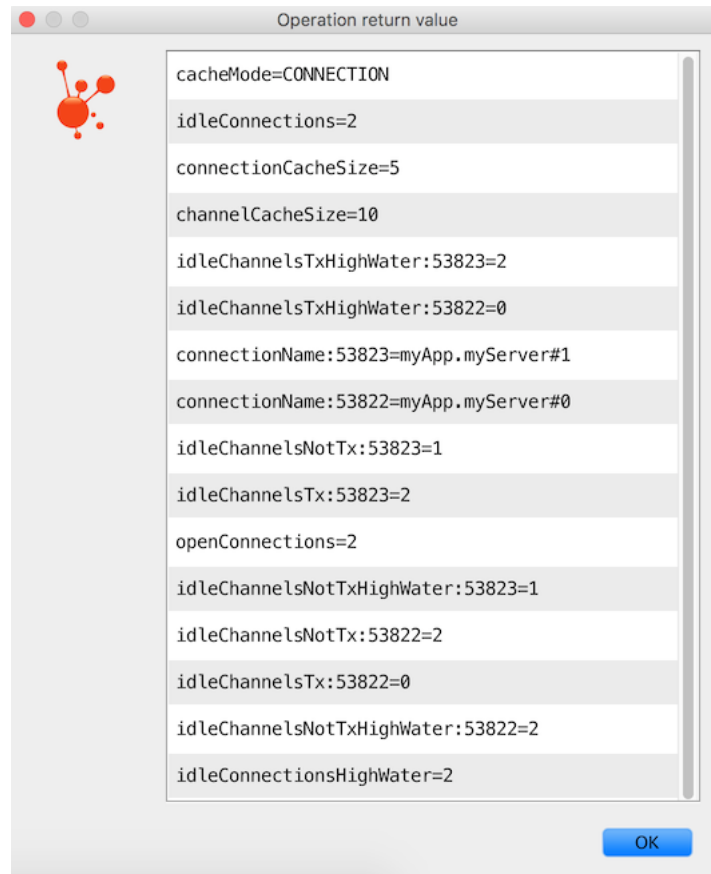 Operation return value
cacheMode=CONNECTION
idleConnections=2
connectionCacheSize=5
channelCacheSize=10
idleChannelsTxHighWater:53823=2
idleChannelsTxHighWater:53822=0
connectionName:53823=myApp.myServer#1
connectionName:53822=myApp.myServer#0
idleChannelsNotTx:53823=1
idleChannelsTx:53823=2
openConnections=2
idleChannelsNotTxHighWater:53823=1
idleChannelsNotTx:53822=2
idleChannelsTx:53822=0
idleChannelsNotTxHighWater:53822=2
idleConnectionsHighWater=2
OK